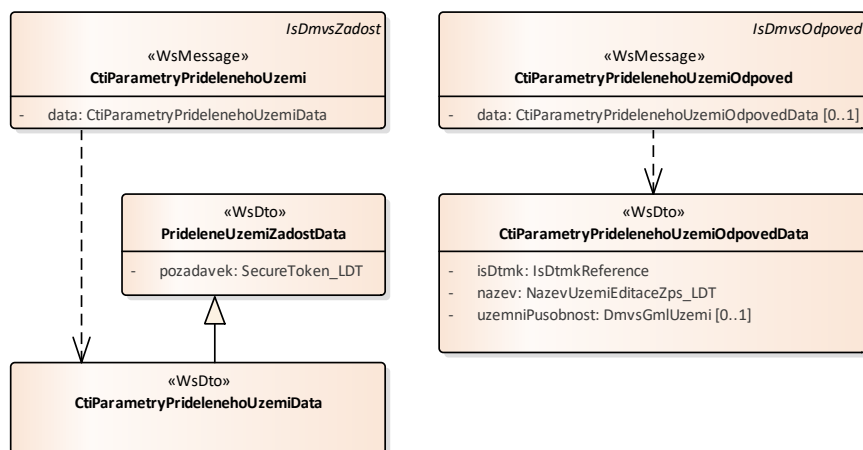 IsDmvsZadost
«WsMessage»
CtiParametryPridelenehoUzemi
- data: CtiParametryPridelenehoUzemiData
IsDmvsOdpoved
«WsMessage»
CtiParametryPridelenehoUzemiOdpoved
- data: CtiParametryPridelenehoUzemiOdpovedData [0..1]
«WsDto»
PrideleneUzemiZadostData
- pozadavek: SecureToken_LDT
«WsDto»
CtiParametryPridelenehoUzemiOdpovedData
- isDtmk: IsDtmkReference
- nazev: NazevUzemiEditaceZps_LDT
- uzemniPusobnost: DmvsGmlUzemi [0..1]
«WsDto»
CtiParametryPridelenehoUzemiData